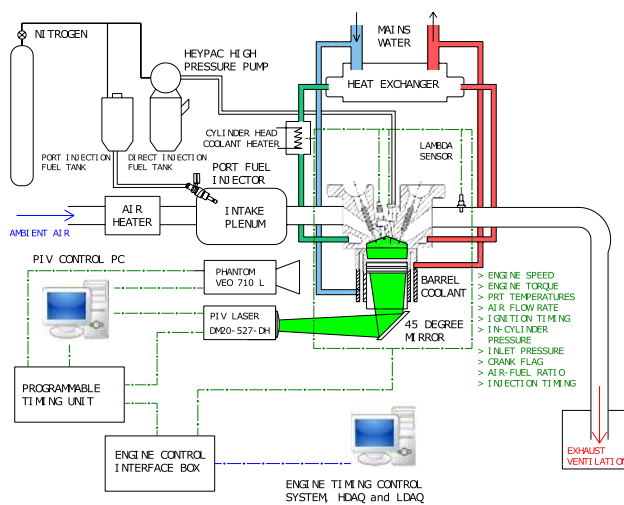 NITROGEN
HEYPAC HIGH
PRESSURE PUMP
MAINS
WATER
HEAT EXCHANGER
CYLINDER HEAD
COOLANT HEATER
LAMBDA
SENSOR
PORT INJECTION
FUEL TANK
DIRECT INJECTION
FUEL TANK
PORT FUEL
INJECTOR
AIR
HEATER
INTAKE
PLENUM
AMBIENT AIR
PIV CONTROL PC
PHANTOM
VEO 710 L
BARREL
COOLANT
PIV LASER
DM20-527-DH
45 DEGREE
MIRROR
> ENGINE SPEED
> ENGINE TORQUE
> PRT TEMPERATURES
> AIR FLOW RATE
> IGNITION TIMING
> IN-CYLINDER
PRESSURE
> INLET PRESSURE
> CRANK FLAG
> AIR-FUEL RATIO
> INJECTION TIMING
PROGRAMMABLE
TIMING UNIT
ENGINE CONTROL
INTERFACE BOX
ENGINE TIMING CONTROL
SYSTEM, HDAQ and LDAQ
EXHAUST
VENTILATION